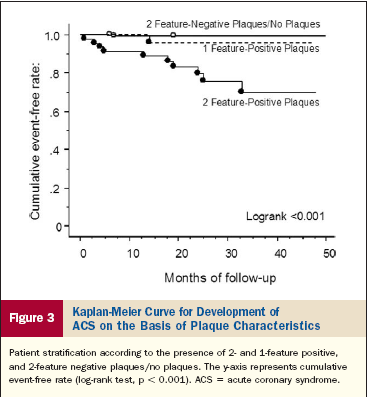 2 Feature-Negative Plaques/No Plaques
1 Feature-Positive Plaques
2 Feature-Positive Plaques
Logrank <0.001
Cumulative event-free rate:
1.0
.8
.6
.4
.2
0
0 10 20 30 40 50
Months of follow-up
Figure 3
Kaplan-Meier Curve for Development of
ACS on the Basis of Plaque Characteristics
Patient stratification according to the presence of 2- and 1-feature positive,
and 2-feature negative plaques/no plaques. The y-axis represents cumulative
event-free rate (log-rank test, p < 0.001). ACS = acute coronary syndrome.